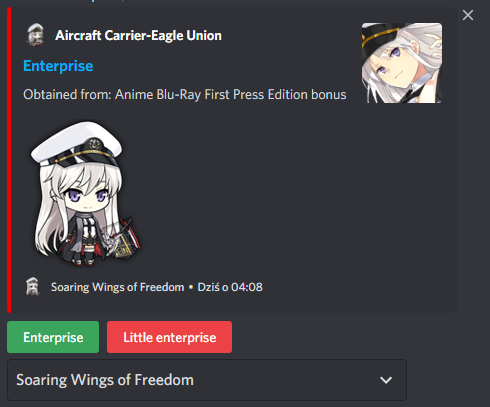 Aircraft Carrier-Eagle Union
Enterprise
Obtained from: Anime Blu-Ray First Press Edition bonus
Soaring Wings of Freedom • Dziś o 04:08
Enterprise
Little enterprise
Soaring Wings of Freedom